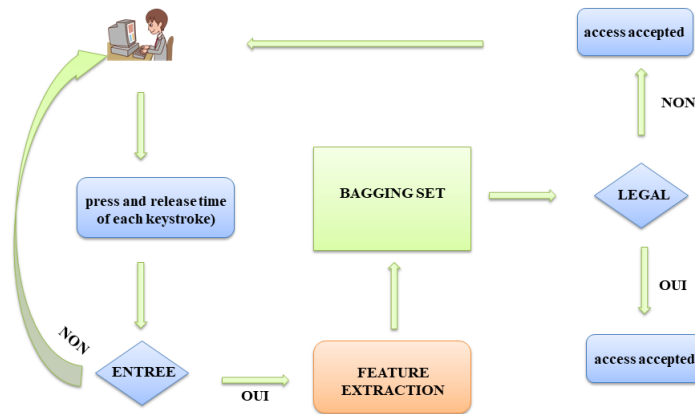 access accepted
NON
press and release time
of each keystroke)
BAGGING SET
LEGAL
OUI
NON
ENTREE
OUI
FEATURE
EXTRACTION
access accepted